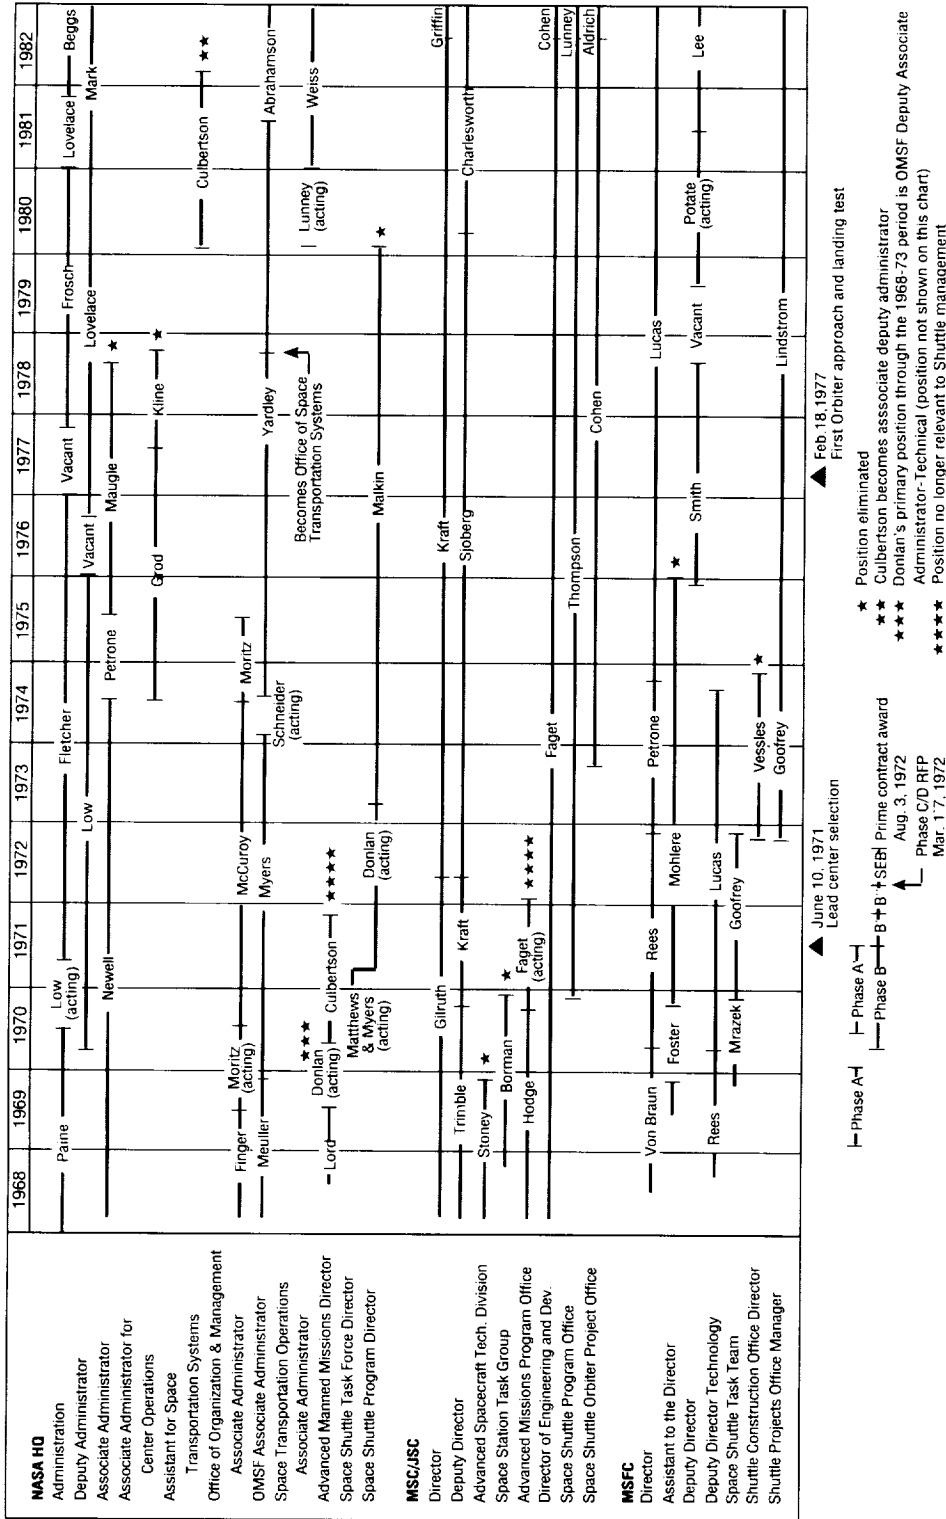 1968 1969 1970 1971 1972 1973 1974 1975 1976 1977 1978 1979 1980 1981 1982
NASA HQ
Administration
Paine Low (acting) Fletcher Vacant Frosch Lovelace Beggs
Deputy Administrator
Low Vacant Lovelace Mark
Associate Administrator
Newell Petrone Maugle ★
Associate Administrator for
Center Operations
Grod Kline ★
Assistant for Space
Transportation Systems
Culbertson ★★
Office of Organization & Management
Associate Administrator
Finger Moritz (acting) McCuroy Moritz
OMSF Associate Administrator
Meuller Myers Schneider (acting) Yardley Abrahamson
Becomes Office of Space
Transportation Systems
Space Transportation Operations
Associate Administrator
Lunney (acting) Weiss
Advanced Manned Missions Director
Lord Donlan (acting) ★★★ Culbertson ★★★★
Space Shuttle Task Force Director
Matthews & Myers (acting)
Space Shuttle Program Director
Donlan (acting) Malkin ★
MSC/JSC
Director
Gilruth Kraft Griffin
Deputy Director
Trimble Kraft Sjoberg Charlesworth
Advanced Spacecraft Tech. Division
Stoney ★
Space Station Task Group
Borman ★
Advanced Missions Program Office
Hodge Faget (acting) ★★★★
Director of Engineering and Dev.
Faget Cohen
Space Shuttle Program Office
Thompson Lunney
Space Shuttle Orbiter Project Office
Cohen Aldrich
MSFC
Director
Von Braun Rees Petrone Lucas
Assistant to the Director
Foster Mohlere ★
Deputy Director
Smith Vacant Potate (acting) Lee
Deputy Director Technology
Rees Lucas
Space Shuttle Task Team
Mrazek Goofrey
Shuttle Construction Office Director
Vessles ★
Shuttle Projects Office Manager
Goofrey Lindstrom
June 10, 1971
Lead center selection
Feb. 18, 1977
First Orbiter approach and landing test
Phase A Phase A
Phase B B' B'' SEB Prime contract award
Aug. 3, 1972
Phase C/D RFP
Mar. 17, 1972
★ Position eliminated
★★ Culbertson becomes asssociate deputy administrator
★★★ Donlan's primary position through the 1968-73 period is OMSF Deputy Associate
Administrator-Technical (position not shown on this chart)
★★★★ Position no longer relevant to Shuttle management